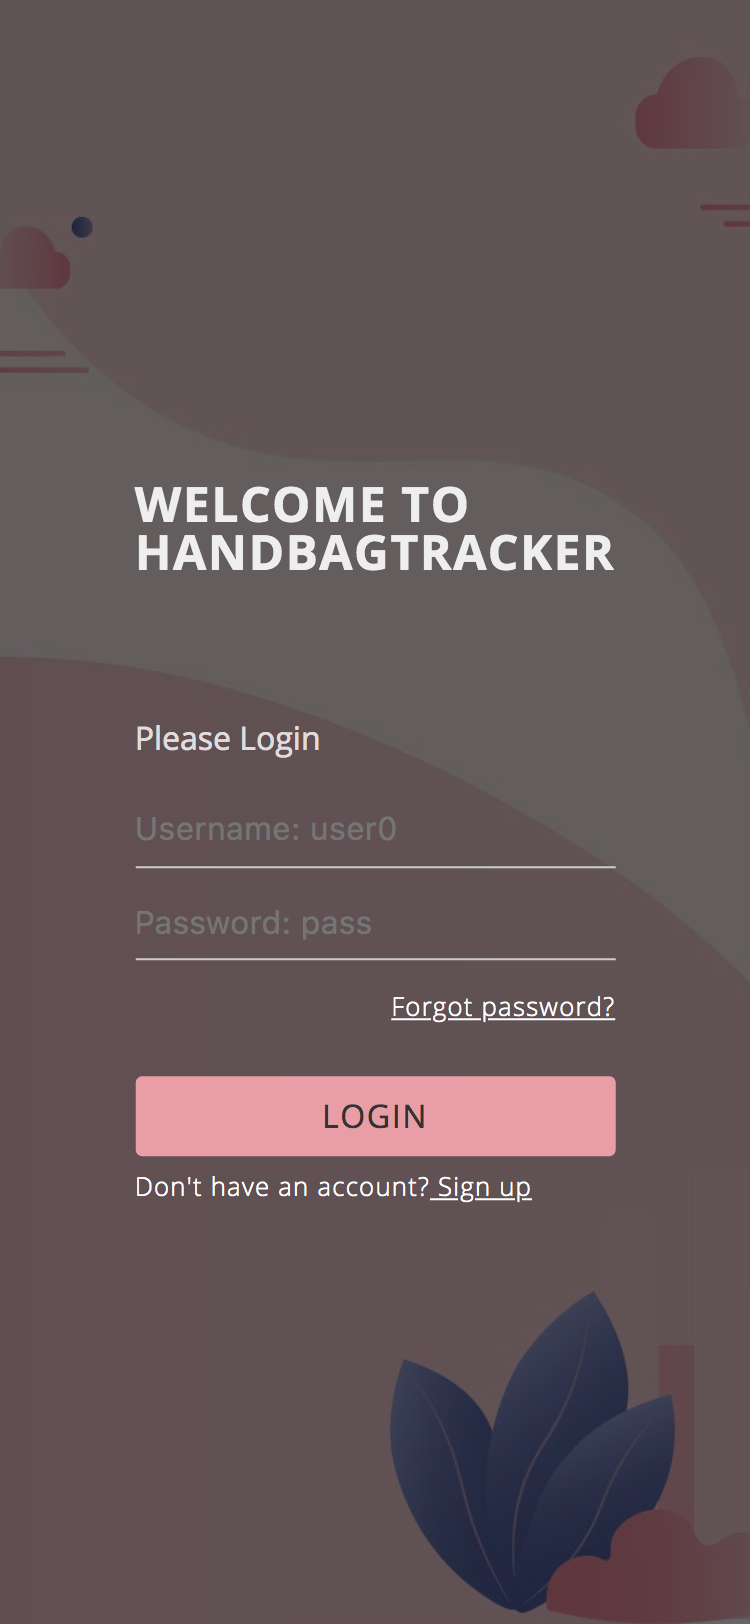 WELCOME TO
HANDBAGTRACKER
Please Login
Username: user0
Password: pass
Forgot password?
LOGIN
Don't have an account? Sign up